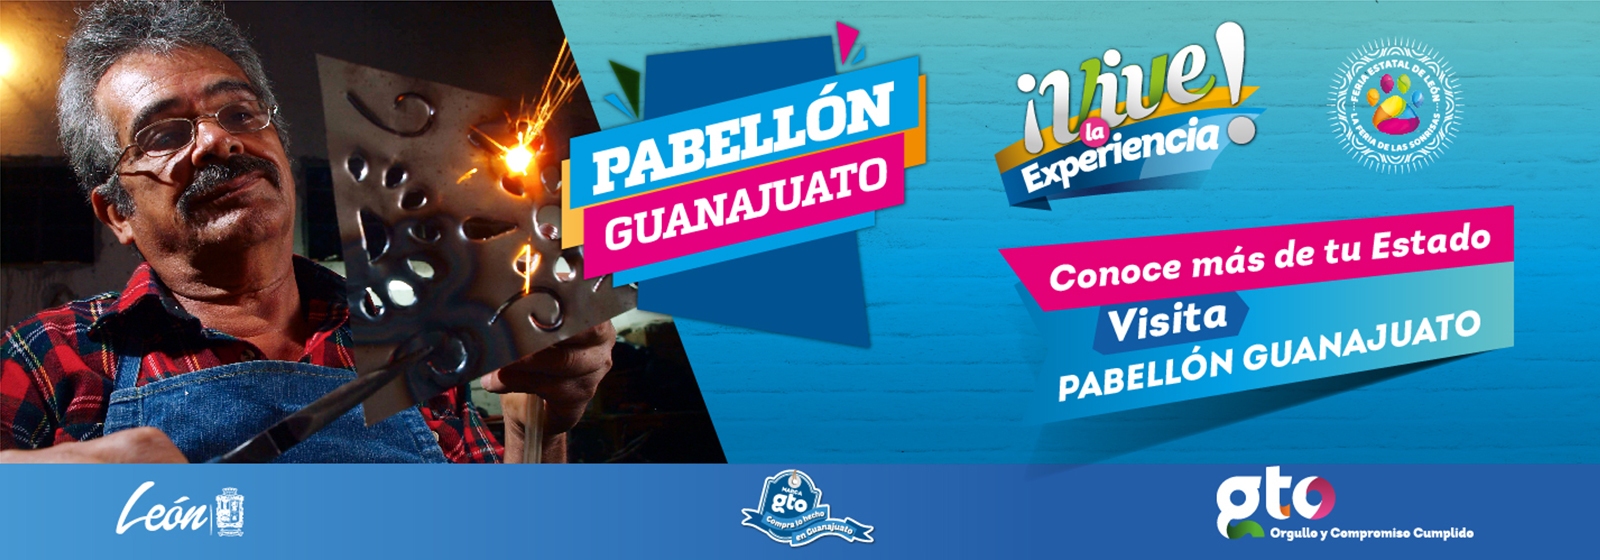 PABELLÓN
GUANAJUATO
¡Vive
la
Experiencia!
FERIA ESTATAL DE LEÓN
LA FERIA DE LAS SONRISAS
Conoce más de tu Estado
Visita
PABELLÓN GUANAJUATO
León
MARCA
gto
Compra lo hecho
en Guanajuato
gto
Orgullo y Compromiso Cumplido